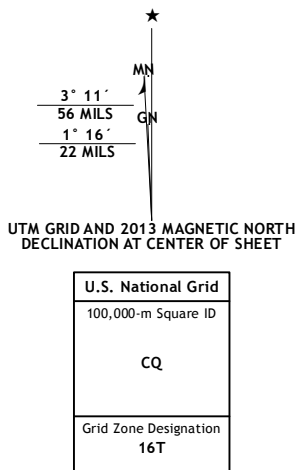 ★
MN
3° 11´
56 MILS
GN
1° 16´
22 MILS
UTM GRID AND 2013 MAGNETIC NORTH
DECLINATION AT CENTER OF SHEET
U.S. National Grid
100,000-m Square ID
CQ
Grid Zone Designation
16T